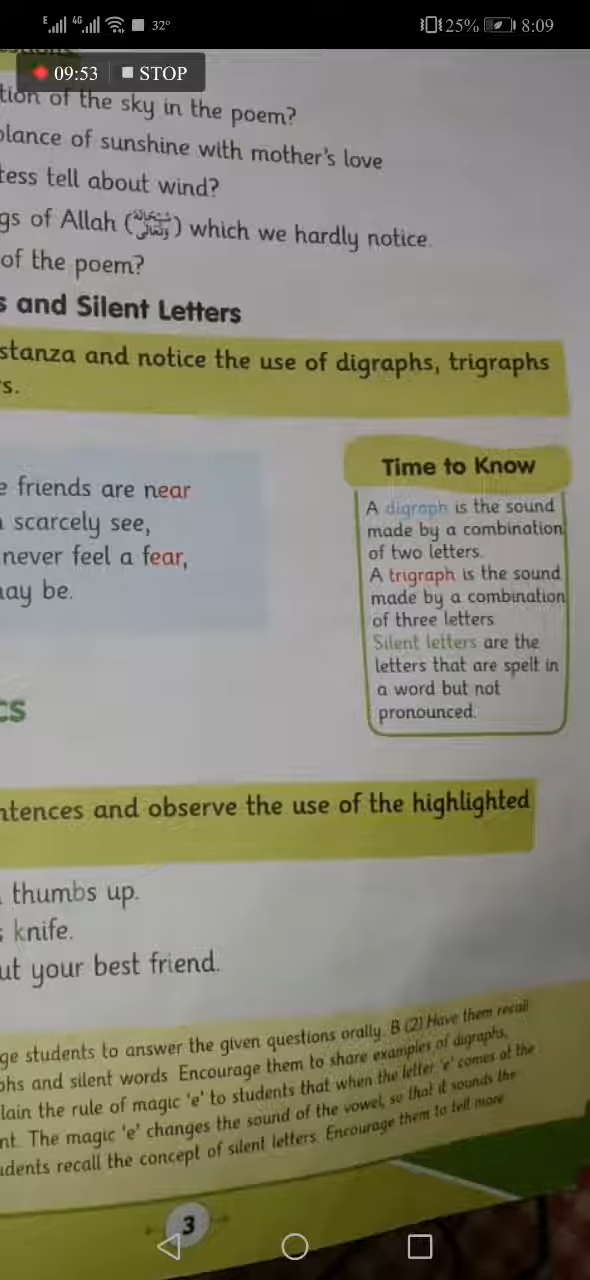 E 4G 32° 25% 8:09
09:53 STOP
tion of the sky in the poem?
blance of sunshine with mother's love
tess tell about wind?
gs of Allah (سُبْحَانَهُ وَتَعَالَىٰ) which we hardly notice.
of the poem?
s and Silent Letters
stanza and notice the use of digraphs, trigraphs
s.
e friends are near
scarcely see,
never feel a fear,
may be.
Time to Know
A digraph is the sound
made by a combination
of two letters.
A trigraph is the sound
made by a combination
of three letters
Silent letters are the
letters that are spelt in
a word but not
pronounced.
cs
ntences and observe the use of the highlighted
thumbs up.
s knife.
ut your best friend.
ge students to answer the given questions orally. B (2) Have them recall
phs and silent words Encourage them to share examples of digraphs,
lain the rule of magic 'e' to students that when the letter 'e' comes at the
nt. The magic 'e' changes the sound of the vowel, so that it sounds the
udents recall the concept of silent letters. Encourage them to tell more
3